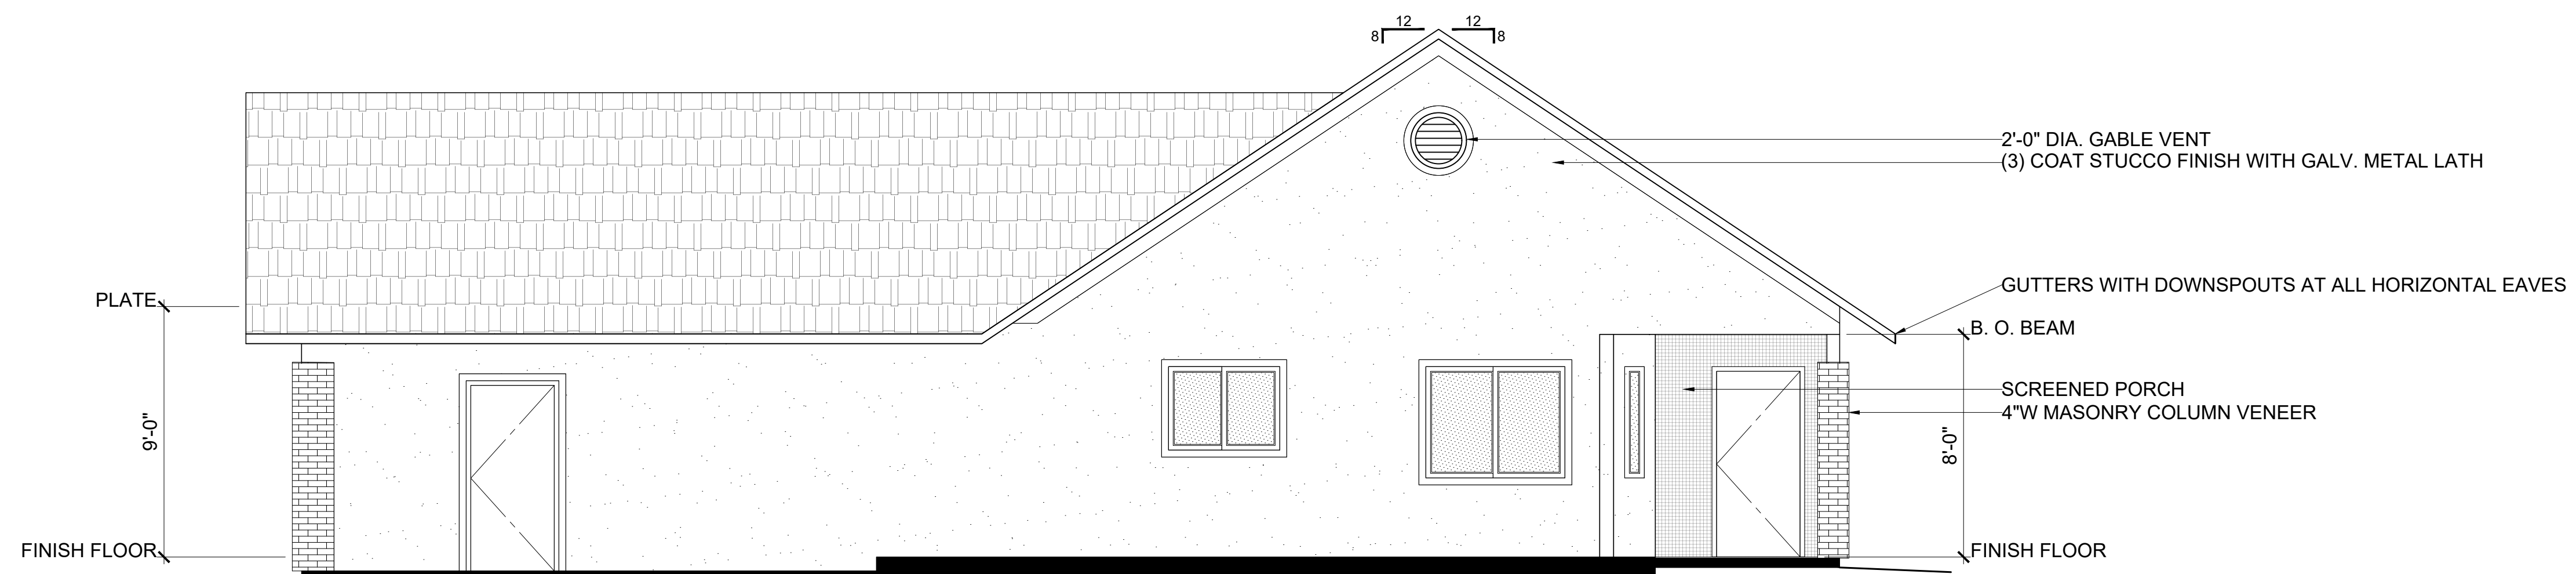 12 12
8 8
2'-0" DIA. GABLE VENT
(3) COAT STUCCO FINISH WITH GALV. METAL LATH
GUTTERS WITH DOWNSPOUTS AT ALL HORIZONTAL EAVES
PLATE
B. O. BEAM
SCREENED PORCH
4"W MASONRY COLUMN VENEER
9'-0"
8'-0"
FINISH FLOOR
FINISH FLOOR